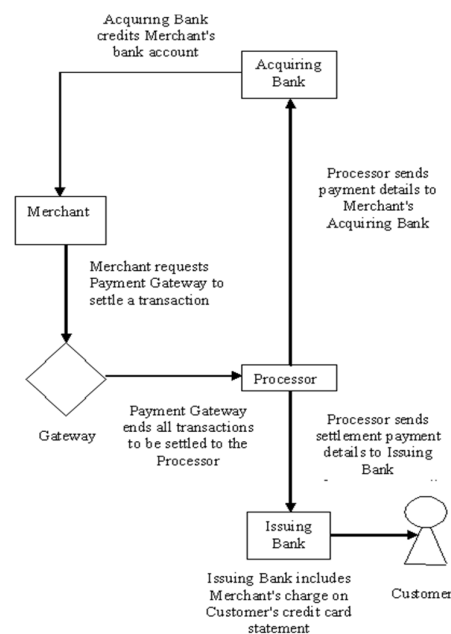 Acquiring Bank
credits Merchant's
bank account
Acquiring
Bank
Processor sends
payment details to
Merchant's
Acquiring Bank
Merchant
Merchant requests
Payment Gateway to
settle a transaction
Gateway
Processor
Payment Gateway
ends all transactions
to be settled to the
Processor
Processor sends
settlement payment
details to Issuing
Bank
Issuing
Bank
Customer
Issuing Bank includes
Merchant's charge on
Customer's credit card
statement